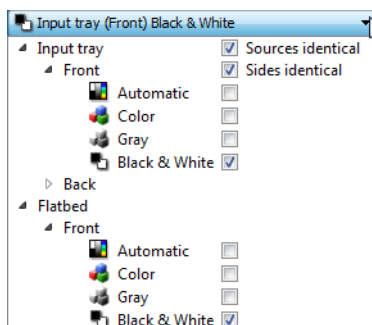 Input tray (Front) Black & White
Input tray Sources identical
Front Sides identical
Automatic
Color
Gray
Black & White
Back
Flatbed
Front
Automatic
Color
Gray
Black & White